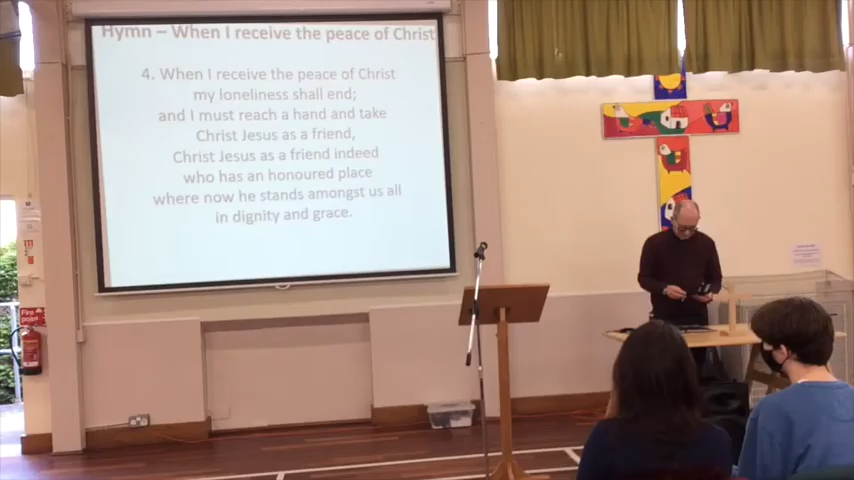 Hymn – When I receive the peace of Christ
4. When I receive the peace of Christ
my loneliness shall end;
and I must reach a hand and take
Christ Jesus as a friend,
Christ Jesus as a friend indeed
who has an honoured place
where now he stands amongst us all
in dignity and grace.
Fire point